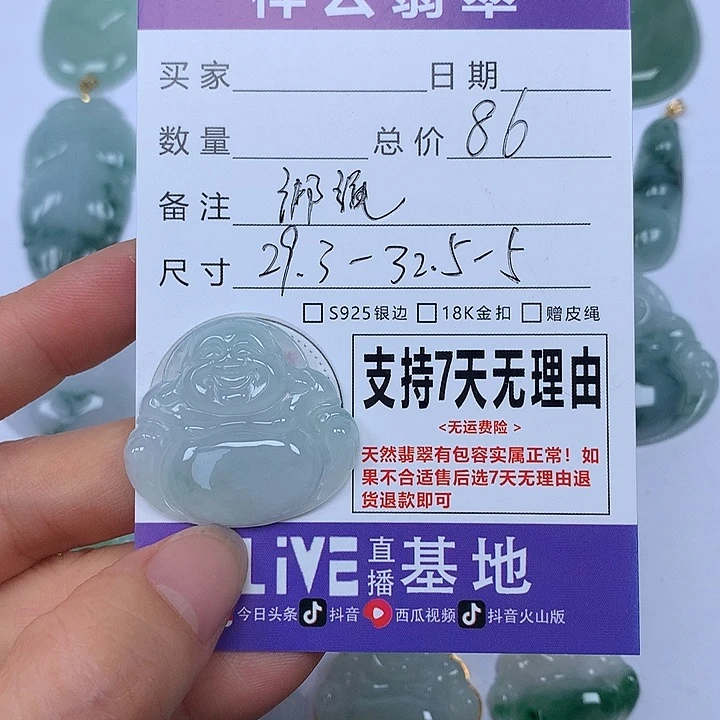 祥云翡翠
买家 日期
数量 总价 86
备注
尺寸 29.3-32.5-5
S925银边 18K金扣 赠皮绳
支持7天无理由
<无运费险 >
天然翡翠有包容实属正常！如
果不合适售后选7天无理由退
货退款即可
LiVE 直播 基地
今日头条 抖音 西瓜视频 抖音火山版